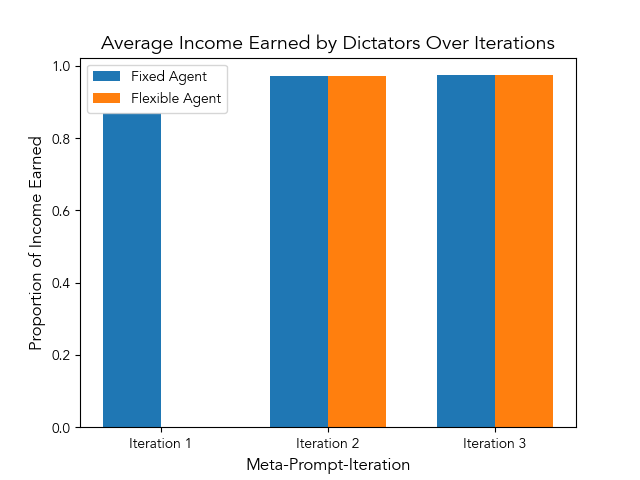 Average Income Earned by Dictators Over Iterations
Fixed Agent
Flexible Agent
1.0
0.8
0.6
0.4
0.2
0.0
Proportion of Income Earned
Iteration 1
Iteration 2
Iteration 3
Meta-Prompt-Iteration